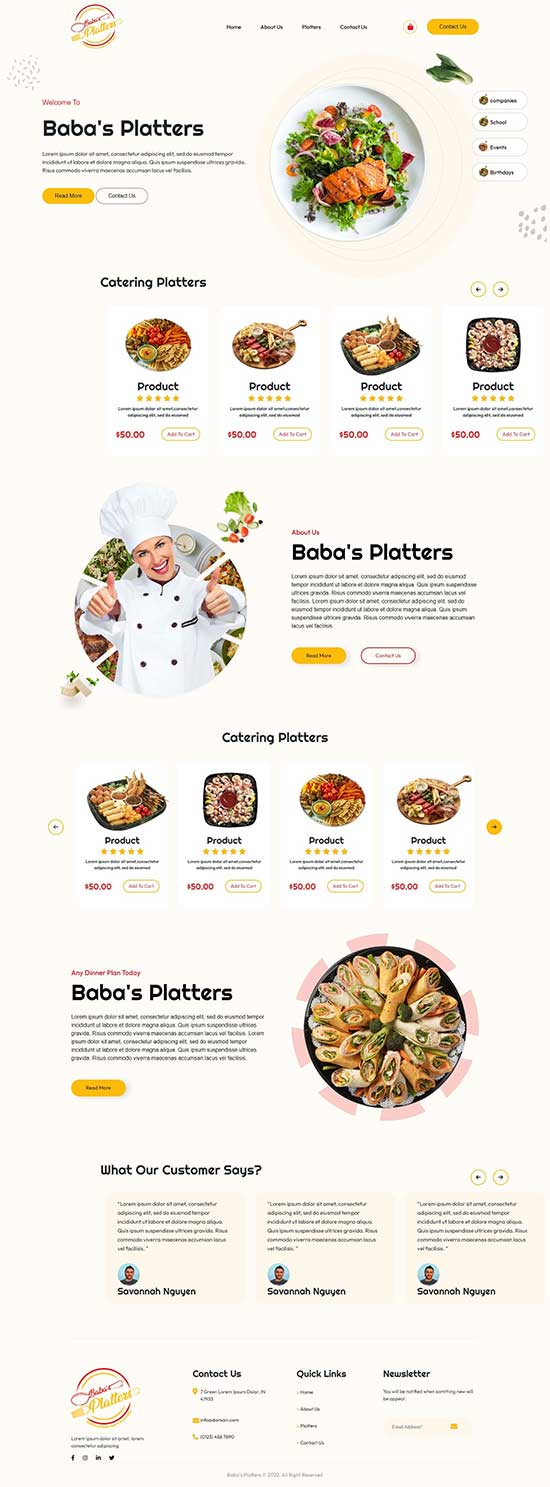 Baba's
Platters
Home
About Us
Platters
Contact Us
Contact Us
Welcome To
Baba's Platters
Lorem ipsum dolor sit amet, consectetur adipiscing elit, sed do eiusmod tempor
incididunt ut labore et dolore magna aliqua. Quis ipsum suspendisse ultrices gravida.
Risus commodo viverra maecenas accumsan lacus vel facilisis.
Read More
Contact Us
companies
School
Events
Birthdays
Catering Platters
Product
Lorem ipsum dolor sit amet,consectetur
adipiscing elit, sed do eiusmod
$50.00
Add To Cart
Product
Lorem ipsum dolor sit amet,consectetur
adipiscing elit, sed do eiusmod
$50.00
Add To Cart
Product
Lorem ipsum dolor sit amet,consectetur
adipiscing elit, sed do eiusmod
$50.00
Add To Cart
Product
Lorem ipsum dolor sit amet,consectetur
adipiscing elit, sed do eiusmod
$50.00
Add To Cart
About Us
Baba's Platters
Lorem ipsum dolor sit amet, consectetur adipiscing elit, sed do eiusmod tempor
incididunt ut labore et dolore magna aliqua. Quis ipsum suspendisse
ultrices gravida. Risus commodo viverra maecenas accumsan lacus vel
facilisis. Lorem ipsum dolor sit amet, consectetur adipiscing elit, sed do
eiusmod tempor incididunt ut labore et dolore magna aliqua. Quis ipsum
suspendisse ultrices gravida. Risus commodo viverra maecenas accumsan
lacus vel facilisis.
Read More
Contact Us
Catering Platters
Product
Lorem ipsum dolor sit amet,consectetur
adipiscing elit, sed do eiusmod
$50.00
Add To Cart
Product
Lorem ipsum dolor sit amet,consectetur
adipiscing elit, sed do eiusmod
$50.00
Add To Cart
Product
Lorem ipsum dolor sit amet,consectetur
adipiscing elit, sed do eiusmod
$50.00
Add To Cart
Product
Lorem ipsum dolor sit amet,consectetur
adipiscing elit, sed do eiusmod
$50.00
Add To Cart
Any Dinner Plan Today
Baba's Platters
Lorem ipsum dolor sit amet, consectetur adipiscing elit, sed do eiusmod tempor
incididunt ut labore et dolore magna aliqua. Quis ipsum suspendisse ultrices
gravida. Risus commodo viverra maecenas accumsan lacus vel facilisis. Lorem
ipsum dolor sit amet, consectetur adipiscing elit, sed do eiusmod tempor
incididunt ut labore et dolore magna aliqua. Quis ipsum suspendisse ultrices
gravida. Risus commodo viverra maecenas accumsan lacus vel facilisis.
Read More
What Our Customer Says?
"Lorem ipsum dolor sit amet, consectetur
adipiscing elit, sed do eiusmod tempor
incididunt ut labore et dolore magna aliqua.
Quis ipsum suspendisse ultrices gravida. Risus
commodo viverra maecenas accumsan lacus
vel facilisis. "
Savannah Nguyen
"Lorem ipsum dolor sit amet, consectetur
adipiscing elit, sed do eiusmod tempor
incididunt ut labore et dolore magna aliqua.
Quis ipsum suspendisse ultrices gravida. Risus
commodo viverra maecenas accumsan lacus
vel facilisis. "
Savannah Nguyen
"Lorem ipsum dolor sit amet, consectetur
adipiscing elit, sed do eiusmod tempor
incididunt ut labore et dolore magna aliqua.
Quis ipsum suspendisse ultrices gravida. Risus
commodo viverra maecenas accumsan lacus
vel facilisis. "
Savannah Nguyen
Baba's
Platters
Lorem ipsum dolor sit amet, lorem
consectetur adipiscing
Contact Us
7 Green Lorem Ipsum Dolor, IN
47933
info@domain.com
(0123) 456 7890
Quick Links
Home
About Us
Platters
Contact Us
Newsletter
You will be notified when somthing new will
be appear.
Email Address*
Baba's Platters © 2022. All Right Reserved